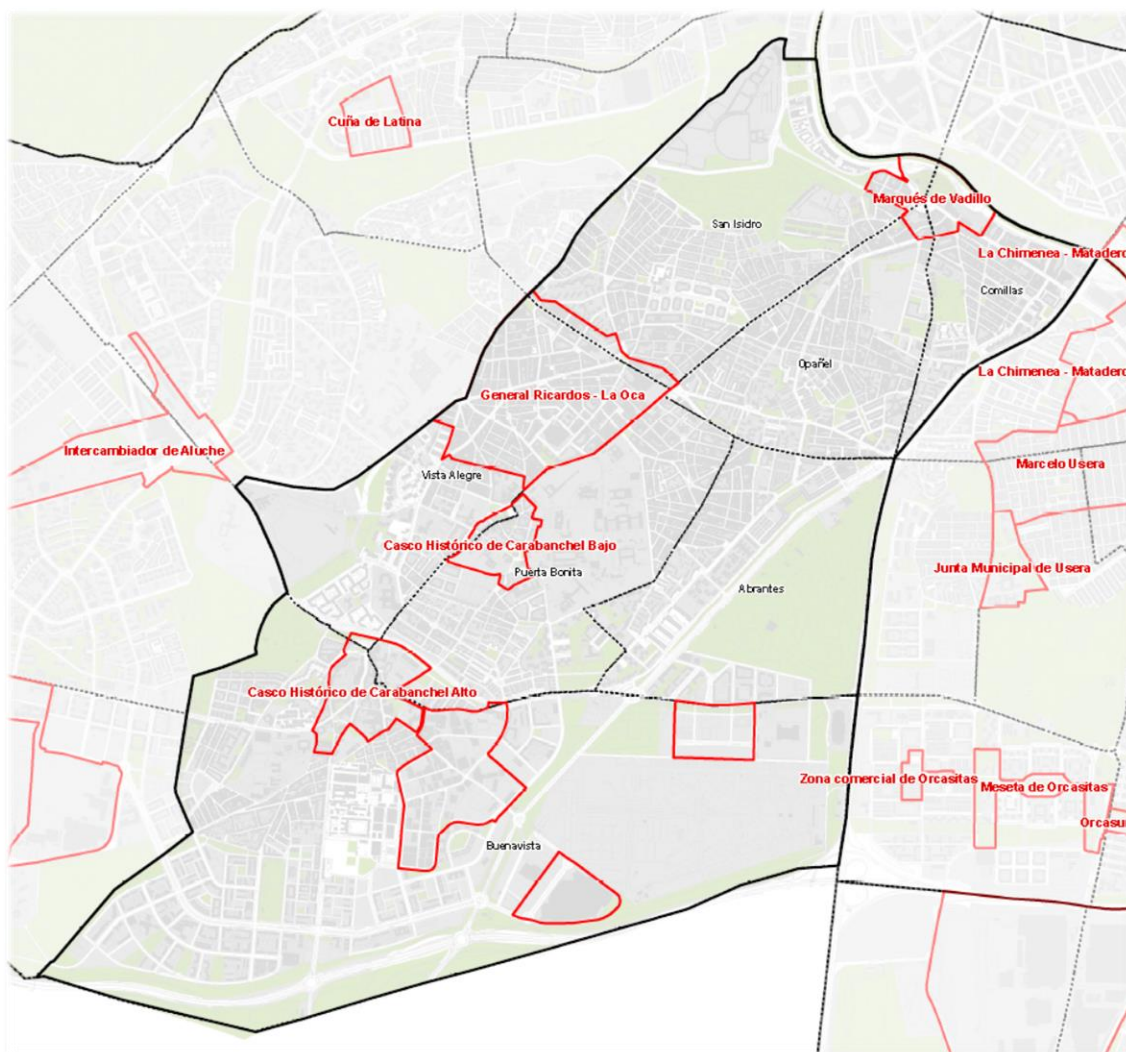 Cuña de Latina
Marqués de Vadillo
San Isidro
La Chimenea - Matadero
Comillas
Opañel
La Chimenea - Matadero
General Ricardos - La Oca
Intercambiador de Aluche
Marcelo Usera
Vista Alegre
Casco Histórico de Carabanchel Bajo
Puerta Bonita
Junta Municipal de Usera
Abrantes
Casco Histórico de Carabanchel Alto
Zona comercial de Orcasitas
Meseta de Orcasitas
Orcasur
Buenavista